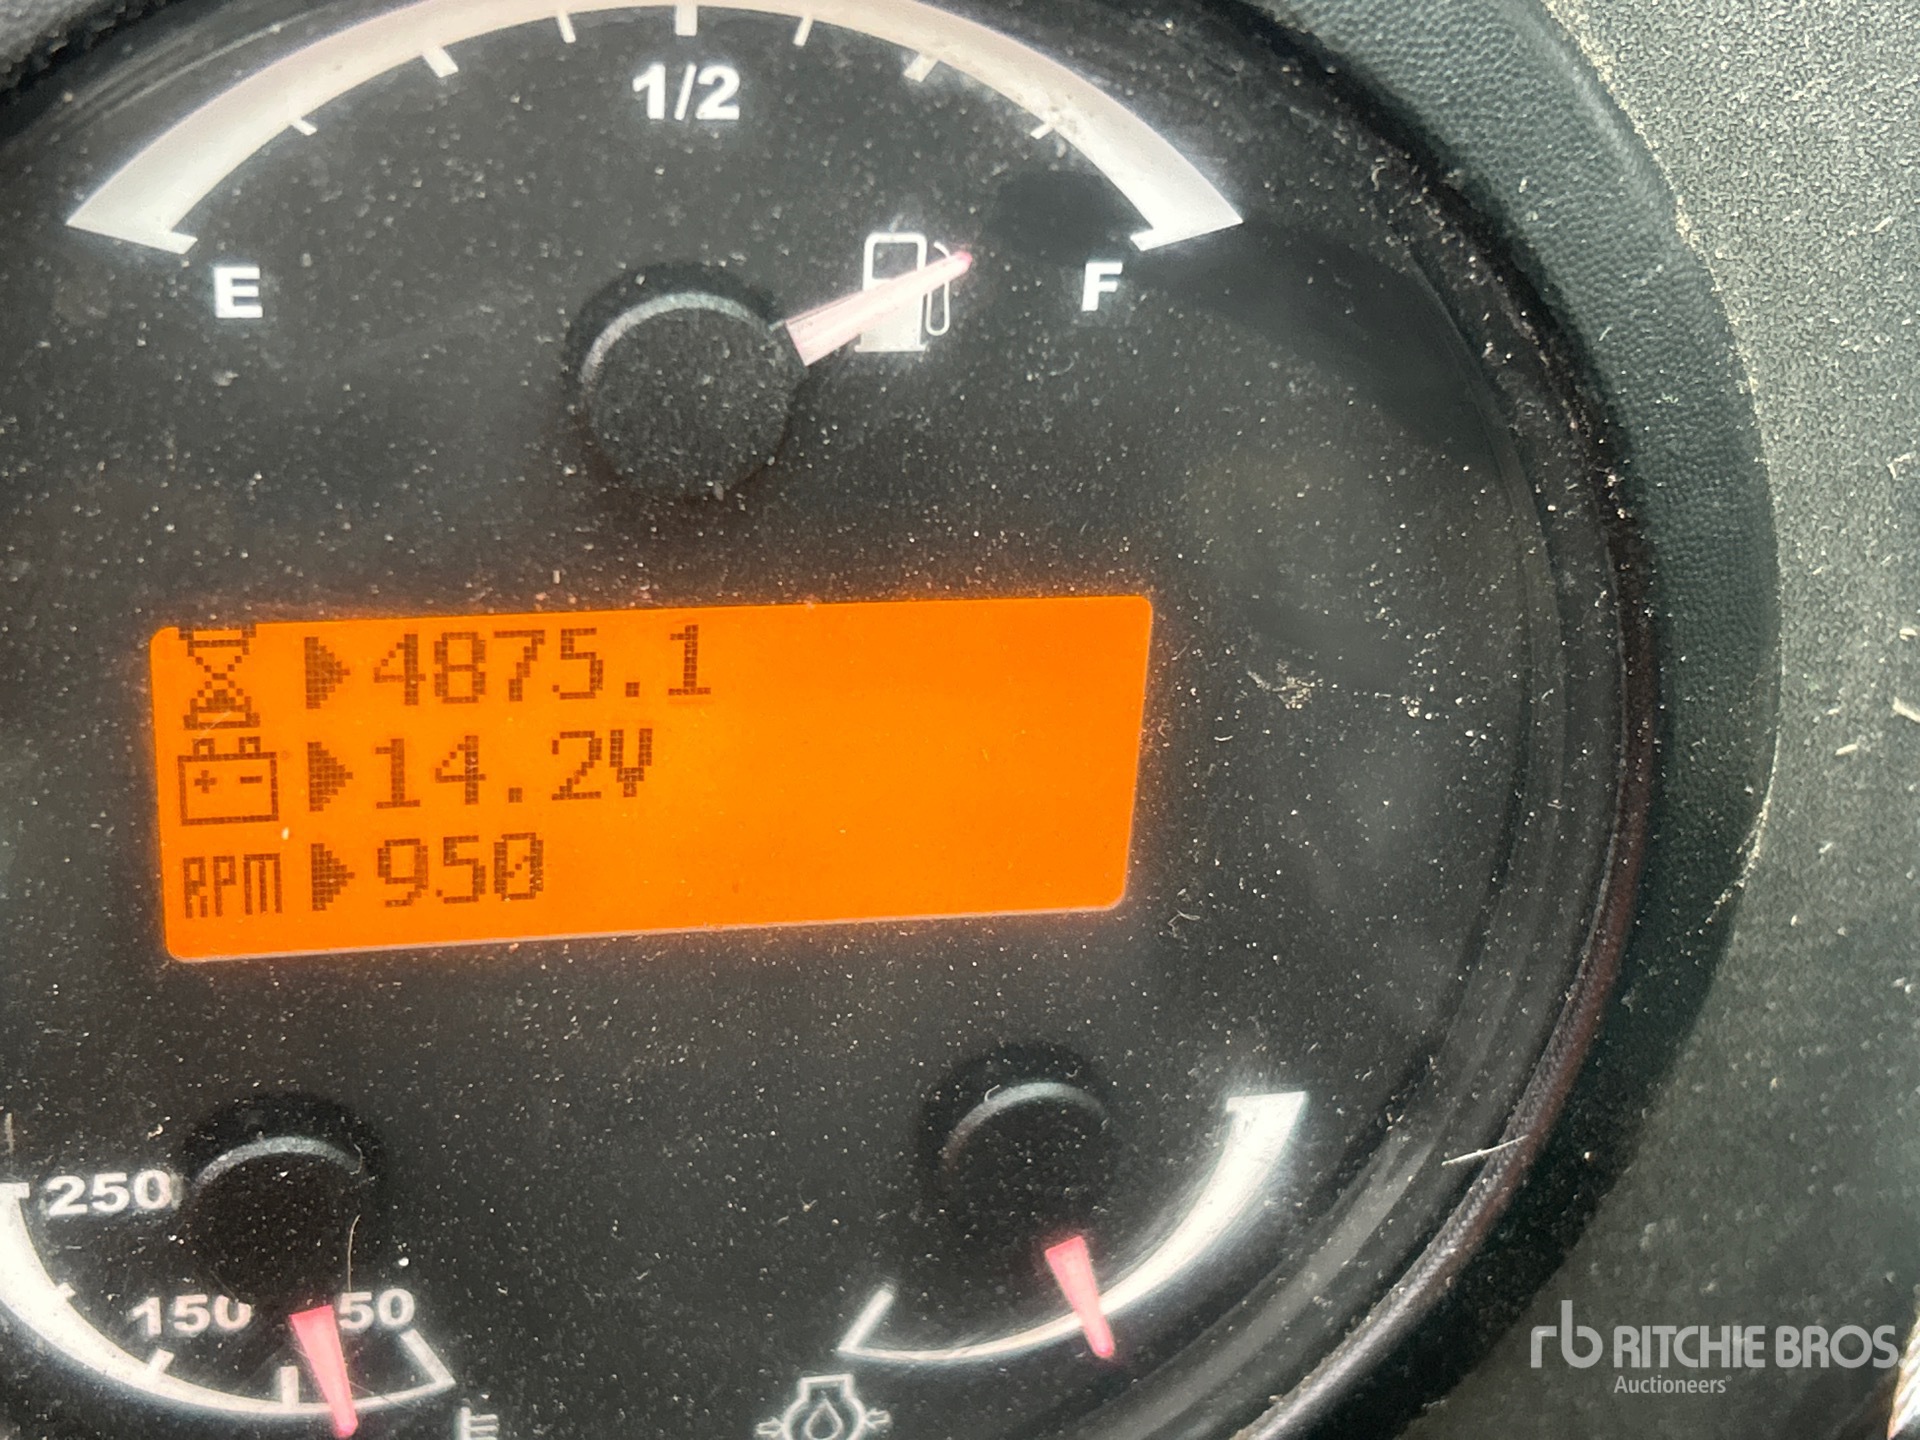 1/2
E
F
4875.1
+ -
14.2V
RPM 950
250
150
50
rb RITCHIE BROS.
Auctioneers